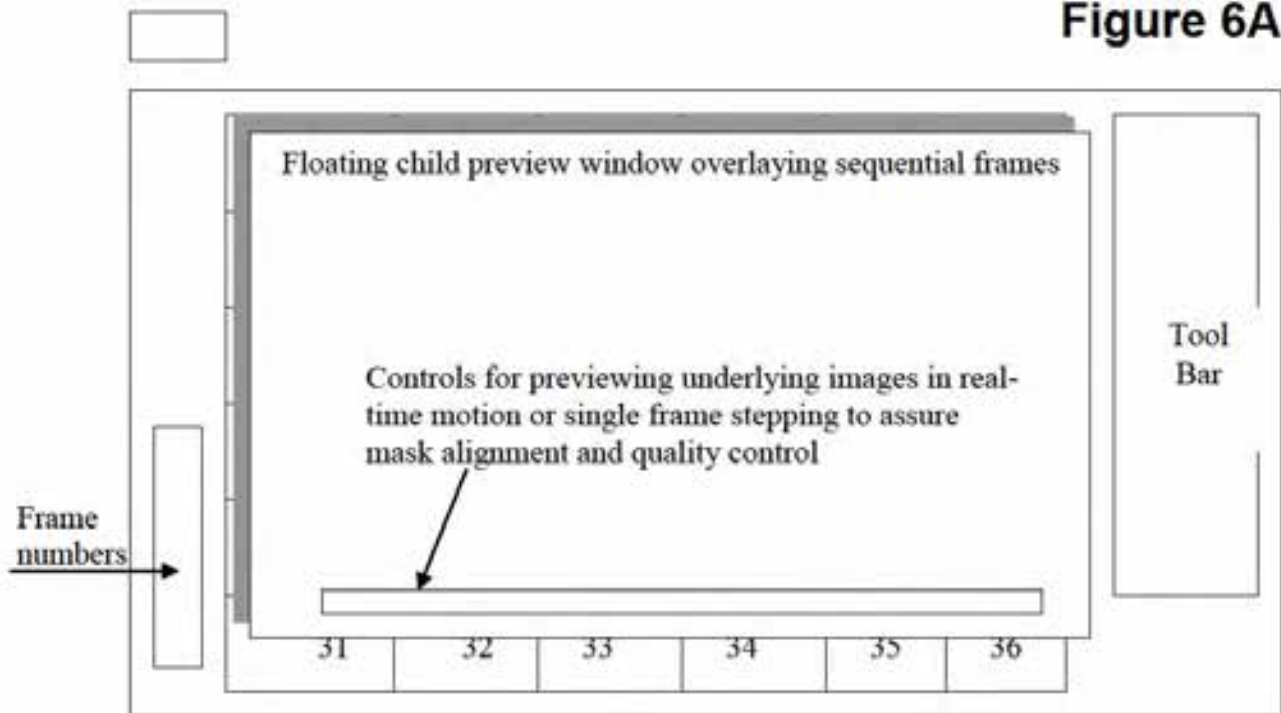 Figure 6A
Floating child preview window overlaying sequential frames
Controls for previewing underlying images in real-
time motion or single frame stepping to assure
mask alignment and quality control
Tool
Bar
Frame
numbers
31 32 33 34 35 36